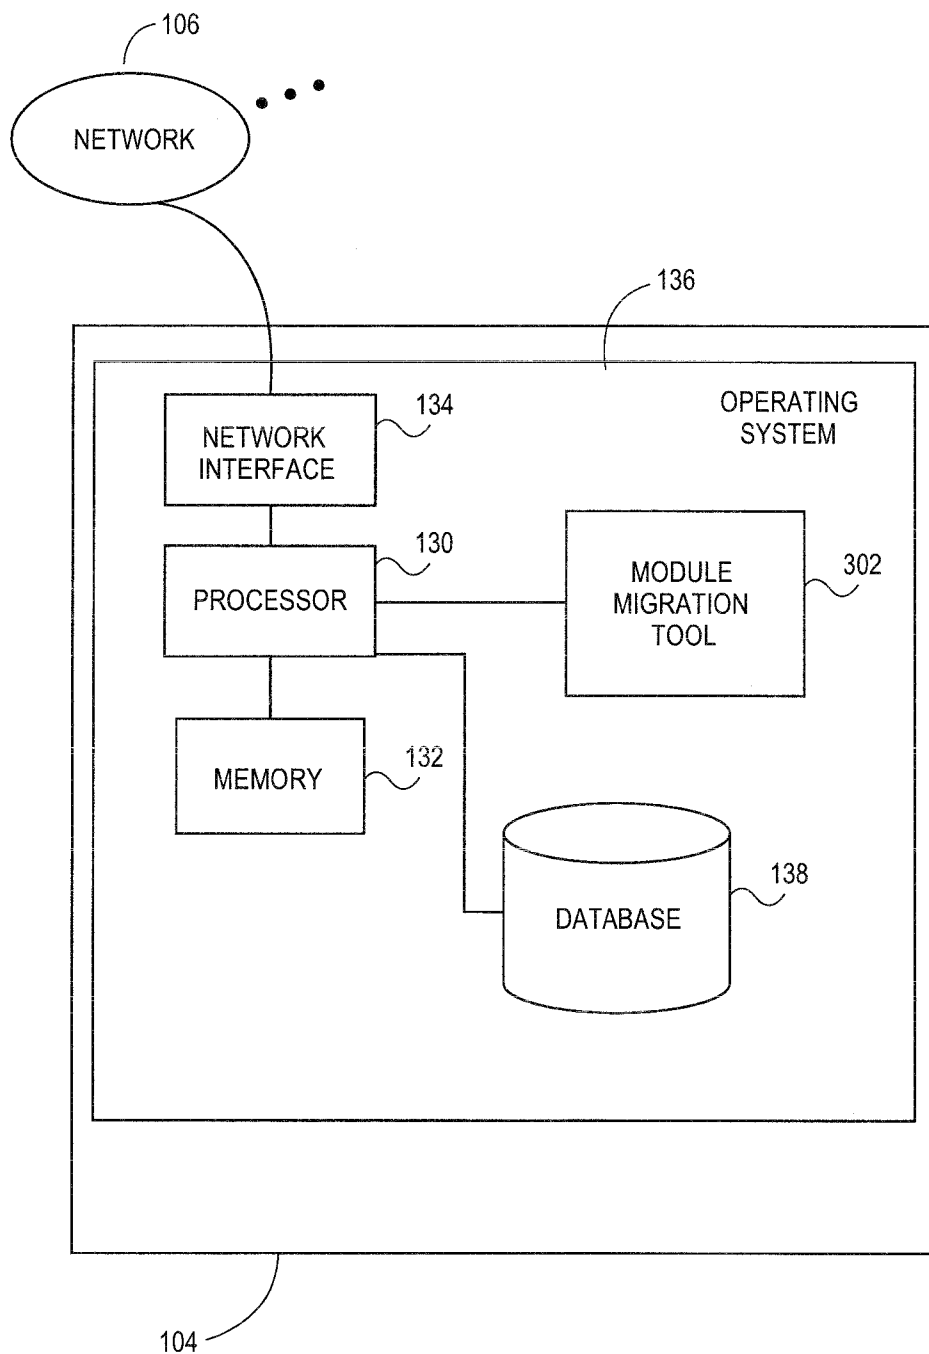 106
NETWORK
136
OPERATING
SYSTEM
134
NETWORK
INTERFACE
130
PROCESSOR
MODULE
MIGRATION
TOOL
302
132
MEMORY
138
DATABASE
104